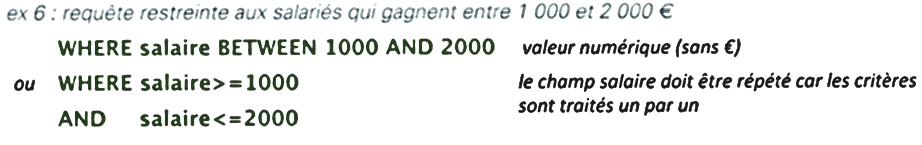 ex 6 : requête restreinte aux salariés qui gagnent entre 1 000 et 2 000 €
WHERE salaire BETWEEN 1000 AND 2000 valeur numérique (sans €)
ou WHERE salaire>=1000 le champ salaire doit être répété car les critères
sont traités un par un
AND salaire<=2000